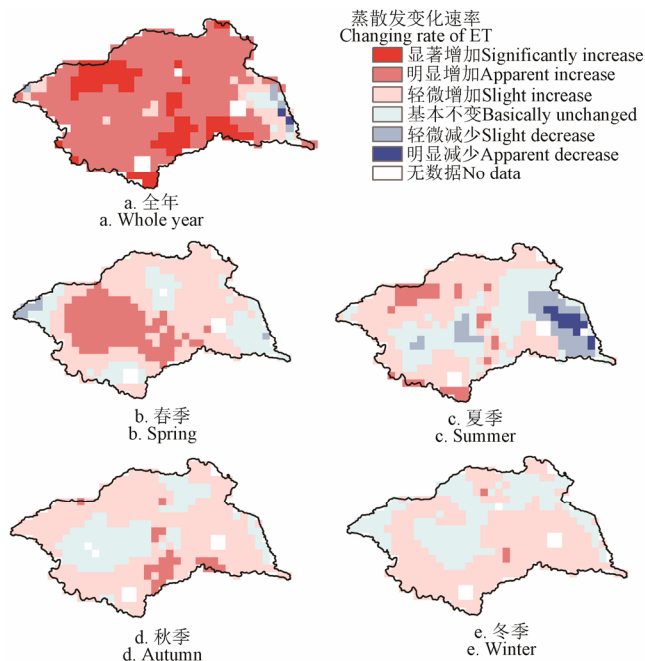 蒸散发变化速率
Changing rate of ET
显著增加Significantly increase
明显增加Apparent increase
轻微增加Slight increase
基本不变Basically unchanged
轻微减少Slight decrease
明显减少Apparent decrease
无数据No data
a. 全年
a. Whole year
b. 春季
b. Spring
c. 夏季
c. Summer
d. 秋季
d. Autumn
e. 冬季
e. Winter